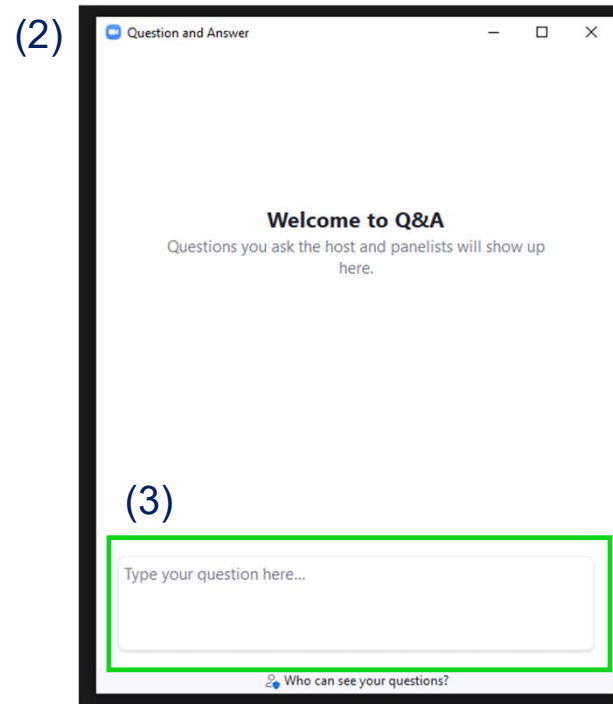 (2)
Question and Answer
Welcome to Q&A
Questions you ask the host and panelists will show up
here.
(3)
Type your question here...
Who can see your questions?